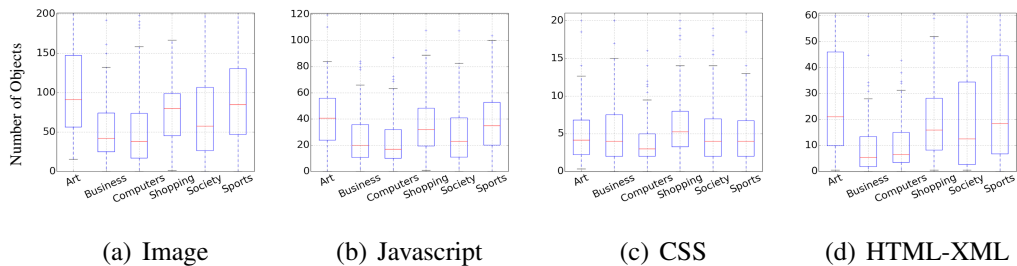 Number of Objects
200
150
100
50
0
Art
Business
Computers
Shopping
Society
Sports
(a) Image
120
100
80
60
40
20
0
Art
Business
Computers
Shopping
Society
Sports
(b) Javascript
20
15
10
5
0
Art
Business
Computers
Shopping
Society
Sports
(c) CSS
60
50
40
30
20
10
0
Art
Business
Computers
Shopping
Society
Sports
(d) HTML-XML